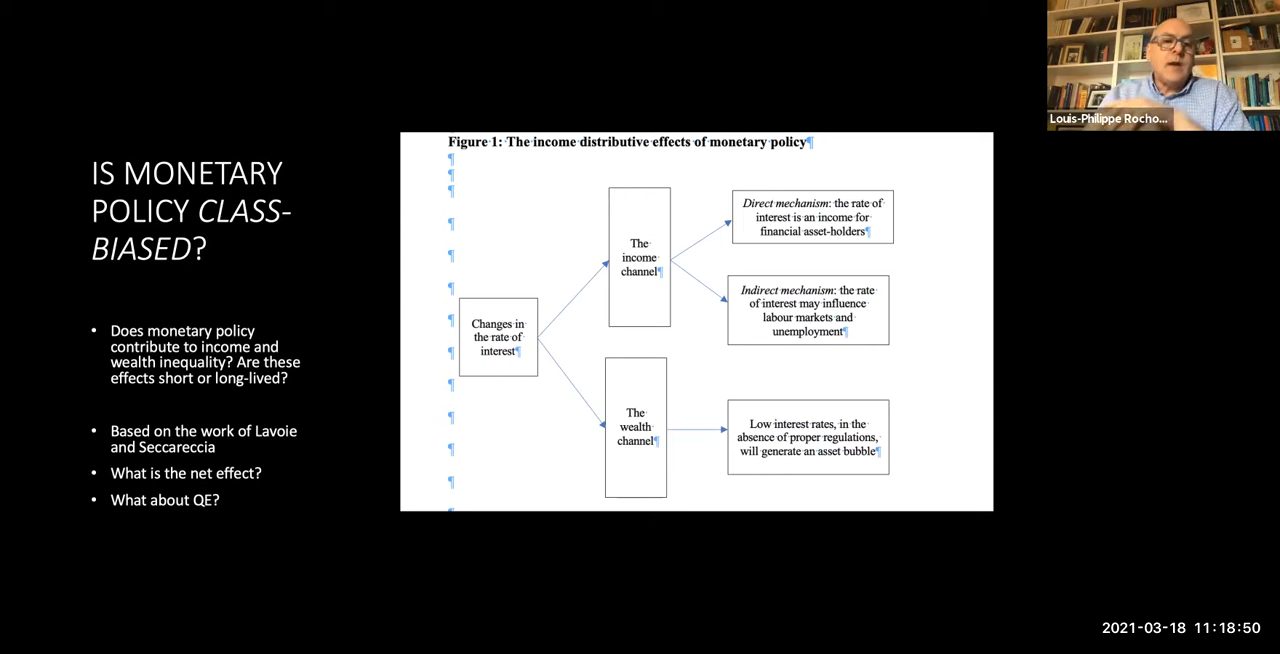 Louis-Philippe Rocho...
IS MONETARY
POLICY CLASS-
BIASED?
• Does monetary policy
contribute to income and
wealth inequality? Are these
effects short or long-lived?
• Based on the work of Lavoie
and Seccareccia
• What is the net effect?
• What about QE?
Figure 1: The income distributive effects of monetary policy¶
¶
¶
¶
¶
¶
¶
¶
¶
¶
¶
¶
¶
¶
Changes in
the rate of
interest¶
The
income
channel¶
Direct mechanism: the rate of
interest is an income for
financial asset-holders¶
Indirect mechanism: the rate
of interest may influence
labour markets and
unemployment¶
The
wealth
channel¶
Low interest rates, in the
absence of proper regulations,
will generate an asset bubble¶
2021-03-18 11:18:50